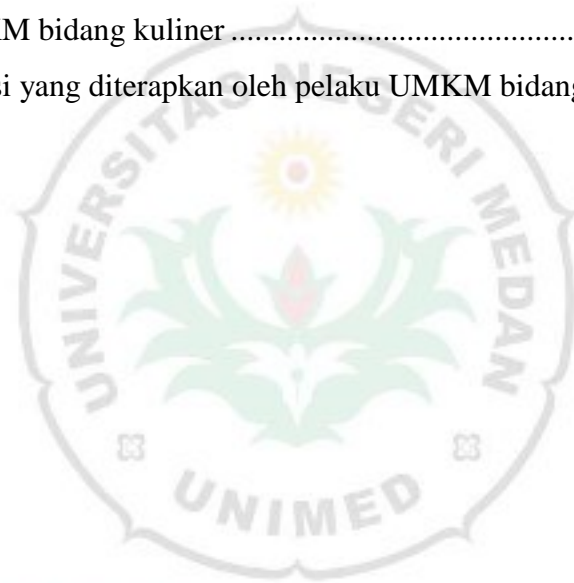 M bidang kuliner .............................................
si yang diterapkan oleh pelaku UMKM bidang
UNIVERSITAS NEGERI MEDAN
UNIMED